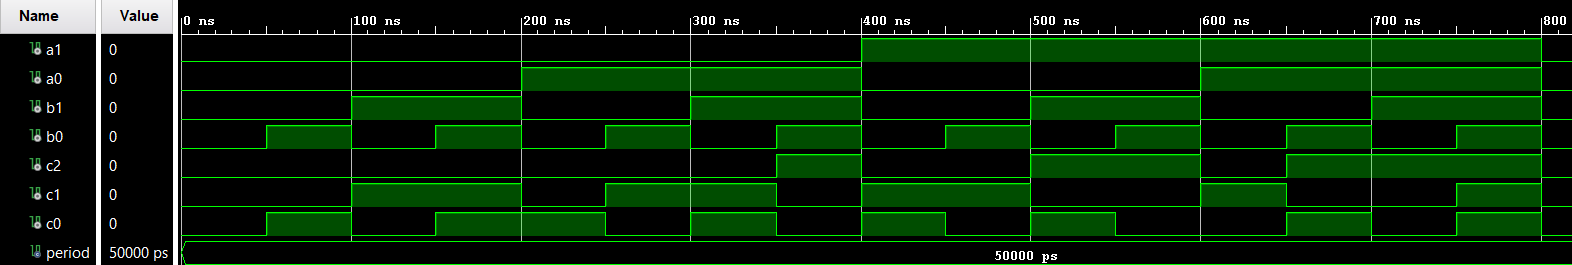 Name Value 0 ns 100 ns 200 ns 300 ns 400 ns 500 ns 600 ns 700 ns 800
a1 0
a0 0
b1 0
b0 0
c2 0
c1 0
c0 0
period 50000 ps 50000 ps